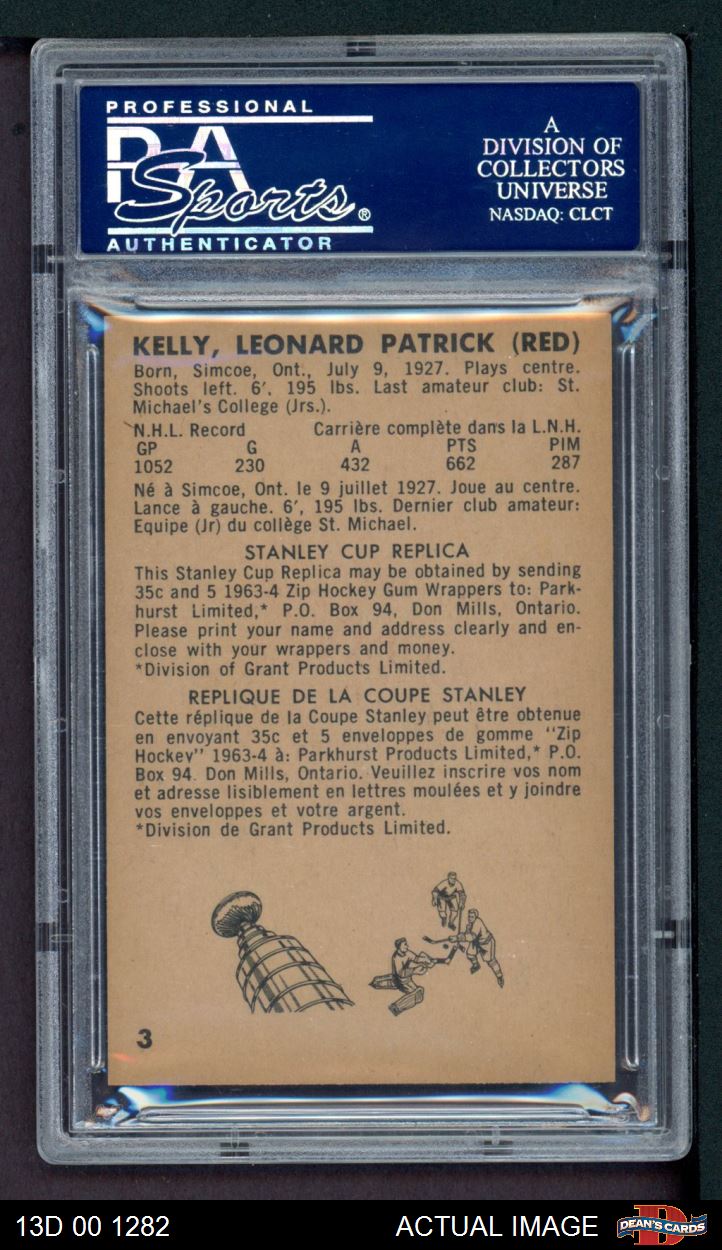 PROFESSIONAL
PSA
Sports®
AUTHENTICATOR
A
DIVISION OF
COLLECTORS
UNIVERSE
NASDAQ: CLCT
KELLY, LEONARD PATRICK (RED)
Born, Simcoe, Ont., July 9, 1927. Plays centre.
Shoots left. 6′, 195 lbs. Last amateur club: St.
Michael's College (Jrs.).
N.H.L. Record Carrière complète dans la L.N.H.
GP G A PTS PIM
1052 230 432 662 287
Né à Simcoe, Ont. le 9 juillet 1927. Joue au centre.
Lance à gauche. 6′, 195 lbs. Dernier club amateur:
Equipe (Jr) du collège St. Michael.
STANLEY CUP REPLICA
This Stanley Cup Replica may be obtained by sending
35c and 5 1963-4 Zip Hockey Gum Wrappers to: Park-
hurst Limited,* P.O. Box 94, Don Mills, Ontario.
Please print your name and address clearly and en-
close with your wrappers and money.
*Division of Grant Products Limited.
REPLIQUE DE LA COUPE STANLEY
Cette réplique de la Coupe Stanley peut être obtenue
en envoyant 35c et 5 enveloppes de gomme "Zip
Hockey" 1963-4 à: Parkhurst Products Limited,* P.O.
Box 94. Don Mills, Ontario. Veuillez inscrire vos nom
et adresse lisiblement en lettres moulées et y joindre
vos enveloppes et votre argent.
*Division de Grant Products Limited.
3
13D 00 1282 ACTUAL IMAGE
DEAN'S CARDS